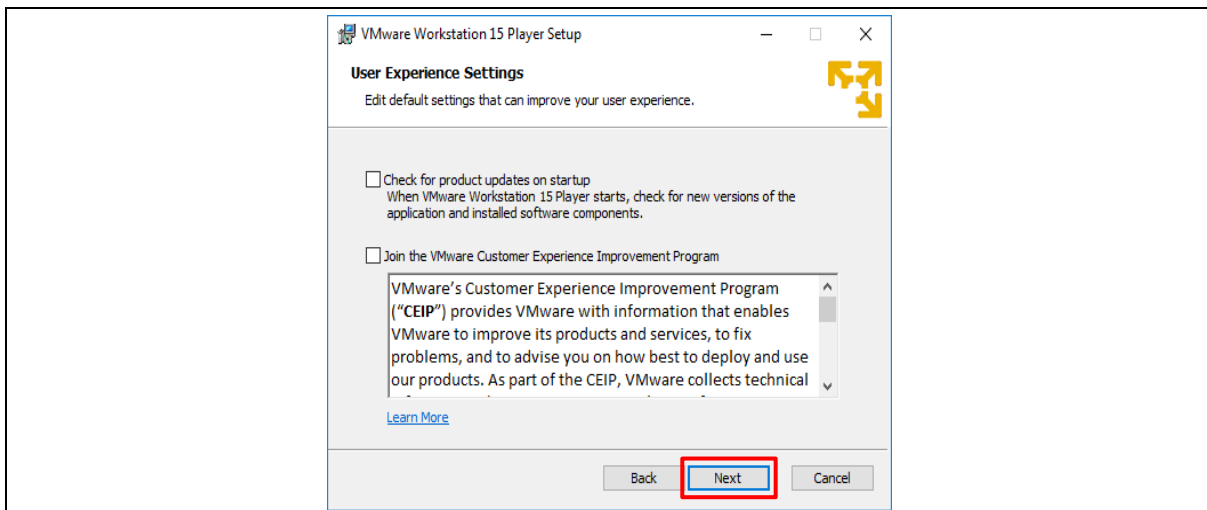 VMware Workstation 15 Player Setup
User Experience Settings
Edit default settings that can improve your user experience.
Check for product updates on startup
When VMware Workstation 15 Player starts, check for new versions of the
application and installed software components.
Join the VMware Customer Experience Improvement Program
VMware's Customer Experience Improvement Program
("CEIP") provides VMware with information that enables
VMware to improve its products and services, to fix
problems, and to advise you on how best to deploy and use
our products. As part of the CEIP, VMware collects technical
Learn More
Back Next Cancel